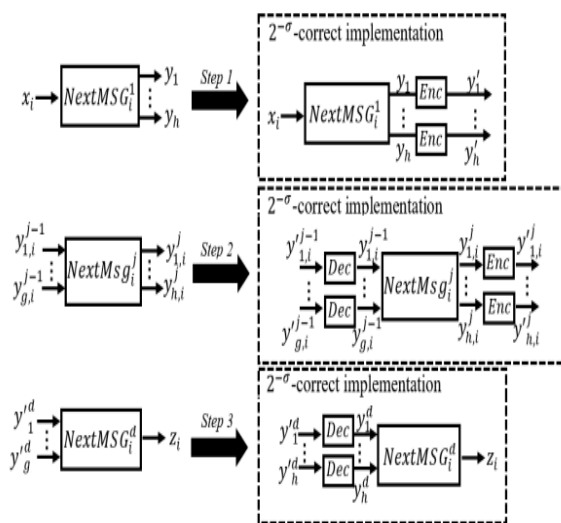 2^{-σ}-correct implementation
x_i NextMSG_i^1 y_1 ⋮ y_h
Step 1
x_i NextMSG_i^1 y_1 Enc y_1'
⋮ ⋮
y_h Enc y_h'
2^{-σ}-correct implementation
y_{1,i}^{j-1} NextMsg_i^j y_{1,i}^j
⋮ ⋮
y_{g,i}^{j-1} y_{h,i}^j
Step 2
y'_{1,i}^{j-1} Dec y_{1,i}^{j-1} NextMsg_i^j y_{1,i}^j Enc y'_{1,i}^j
⋮ ⋮ ⋮ ⋮
y'_{g,i}^{j-1} Dec y_{g,i}^{j-1} y_{h,i}^j Enc y'_{h,i}^j
2^{-σ}-correct implementation
y'_1^d NextMSG_i^d z_i
⋮
y'_g^d
Step 3
y'_1^d Dec y_1^d NextMSG_i^d z_i
⋮ ⋮
y'_h^d Dec y_h^d